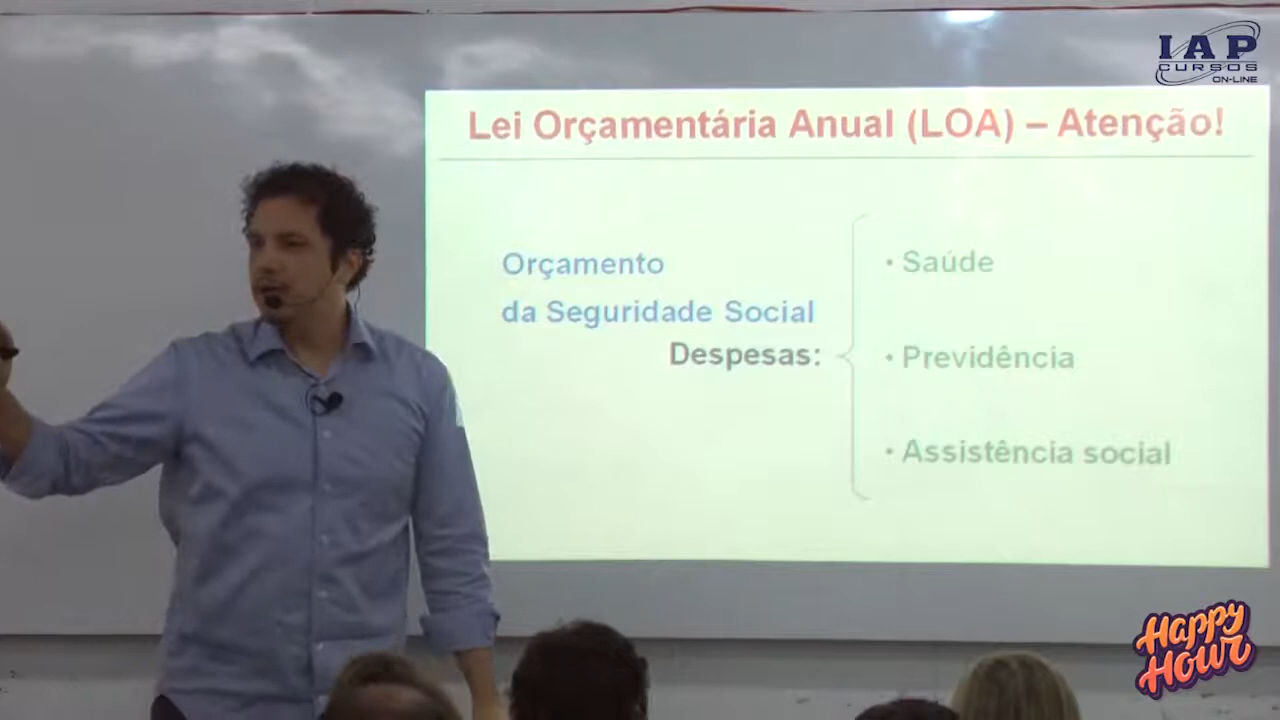 IAP
CURSOS
ON-LINE
Lei Orçamentária Anual (LOA) – Atenção!
Orçamento
da Seguridade Social
Despesas:
• Saúde
• Previdência
• Assistência social
Happy
Hour